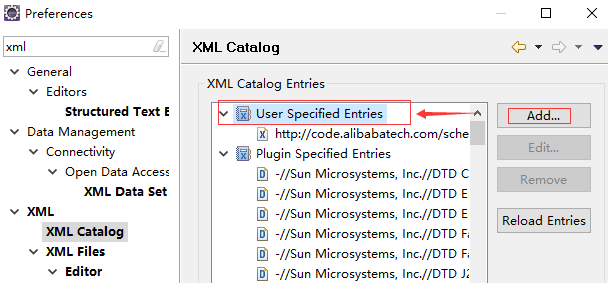 Preferences
xml
General
Editors
Structured Text E
Data Management
Connectivity
Open Data Access
XML Data Set
XML
XML Catalog
XML Files
Editor
XML Catalog
XML Catalog Entries
User Specified Entries
http://code.alibabatech.com/sche
Plugin Specified Entries
-//Sun Microsystems, Inc.//DTD C
-//Sun Microsystems, Inc.//DTD E
-//Sun Microsystems, Inc.//DTD E
-//Sun Microsystems, Inc.//DTD Fa
-//Sun Microsystems, Inc.//DTD Fa
-//Sun Microsystems, Inc.//DTD J2
Add...
Edit...
Remove
Reload Entries